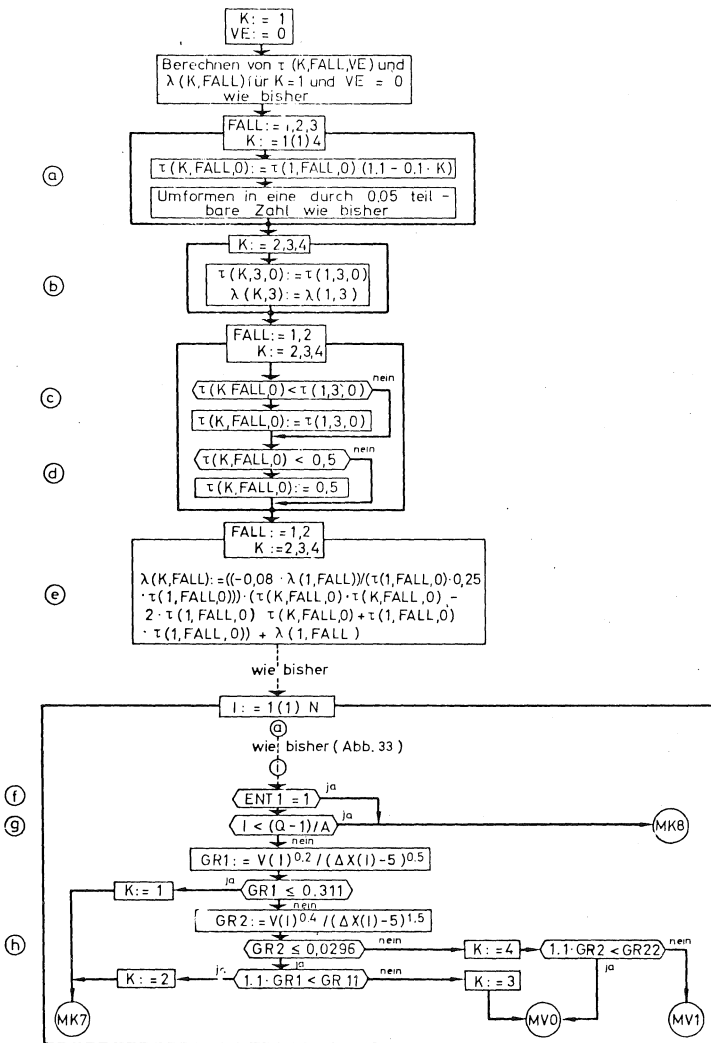 K: = 1
VE: = 0
Berechnen von τ (K,FALL,VE) und
λ (K,FALL) für K=1 und VE = 0
wie bisher
FALL: = 1,2,3
K: = 1(1)4
ⓐ
τ(K,FALL,0): = τ(1,FALL,0) (1.1 - 0.1 · K)
Umformen in eine durch 0,05 teil -
bare Zahl wie bisher
K: = 2,3,4
ⓑ
τ(K,3,0): = τ(1,3,0)
λ(K,3): = λ(1,3)
FALL: = 1,2
K: = 2,3,4
nein
ⓒ
τ(K FALL,0) < τ(1,3,0)
τ(K,FALL,0): = τ(1,3,0)
nein
ⓓ
τ(K,FALL,0) < 0,5
τ(K,FALL,0): = 0,5
FALL: = 1,2
K :=2,3,4
ⓔ
λ(K,FALL): =((-0,08 · λ(1,FALL))/(τ(1,FALL,0)·0,25
· τ(1,FALL,0))) · (τ(K,FALL,0) · τ(K,FALL,0) -
2 · τ(1,FALL,0) τ(K,FALL,0) + τ(1,FALL,0)
· τ(1,FALL,0)) + λ(1,FALL)
wie bisher
I: = 1(1) N
ⓐ
wie bisher (Abb. 33)
ⓘ
ja
ⓕ
ENT 1 = 1
ⓖ
I < (Q-1)/A
ja
MK8
nein
GR1: = V(I)^0,2 / (ΔX(I)-5)^0.5
K: = 1
ja
GR1 ≤ 0.311
nein
GR2: = V(I)^0.4 / (ΔX(I)-5)^1,5
ⓗ
GR2 ≤ 0,0296
nein
K: =4
1.1· GR2 < GR22
nein
ja
ja
K: = 2
1.1· GR1 < GR 11
nein
K: = 3
MK7
MV0
MV1